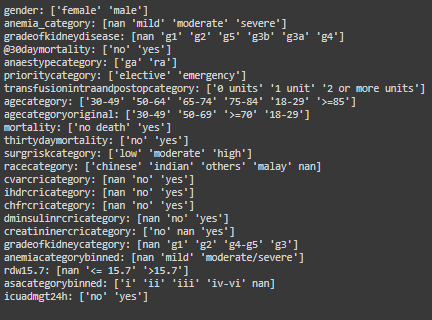 gender: ['female' 'male']
anemia_category: [nan 'mild' 'moderate' 'severe']
gradeofkidneydisease: [nan 'g1' 'g2' 'g5' 'g3b' 'g3a' 'g4']
@30daymortality: ['no' 'yes']
anaestypecategory: ['ga' 'ra']
prioritycategory: ['elective' 'emergency']
transfusionintraandpostopcategory: ['0 units' '1 unit' '2 or more units']
agecategory: ['30-49' '50-64' '65-74' '75-84' '18-29' '>=85']
agecategoryoriginal: ['30-49' '50-69' '>=70' '18-29']
mortality: ['no death' 'yes']
thirtydaymortality: ['no' 'yes']
surgriskcategory: ['low' 'moderate' 'high']
racecategory: ['chinese' 'indian' 'others' 'malay' nan]
cvarcricategory: [nan 'no' 'yes']
ihdrcricategory: [nan 'no' 'yes']
chfrcricategory: [nan 'no' 'yes']
dminsulinrcricategory: [nan 'no' 'yes']
creatininercricategory: ['no' nan 'yes']
gradeofkidneycategory: [nan 'g1' 'g2' 'g4-g5' 'g3']
anemiacategorybinned: [nan 'mild' 'moderate/severe']
rdw15.7: [nan '<= 15.7' '>15.7']
asacategorybinned: ['i' 'ii' 'iii' 'iv-vi' nan]
icuadmgt24h: ['no' 'yes']